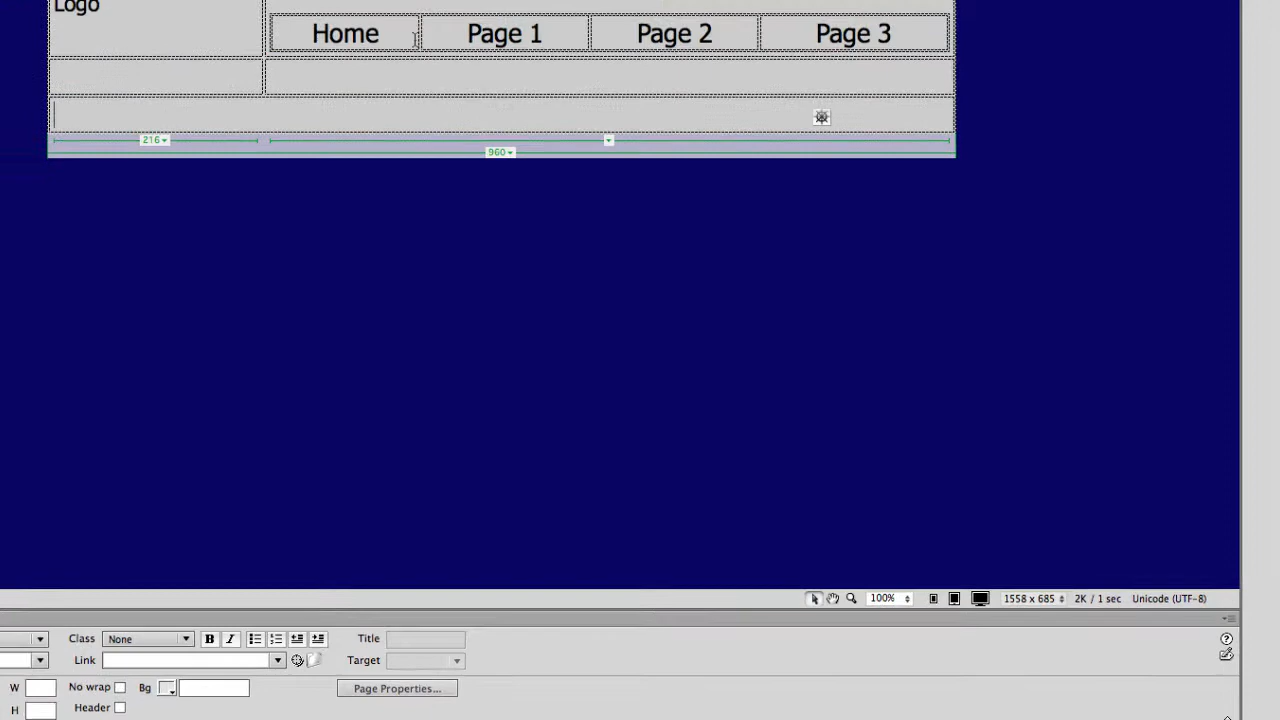 Logo
Home Page 1 Page 2 Page 3
216
960
100% 1558 x 685 2K / 1 sec Unicode (UTF-8)
Class None B I Title
Link Target
W No wrap Bg Page Properties...
H Header